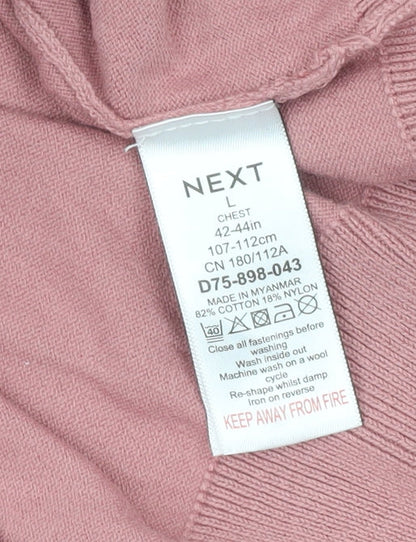 NEXT
L
CHEST
42-44in
107-112cm
CN 180/112A
D75-898-043
MADE IN MYANMAR
82% COTTON 18% NYLON
40
Close all fastenings before
washing
Wash inside out
Machine wash on a wool
cycle
Re-shape whilst damp
Iron on reverse
KEEP AWAY FROM FIRE